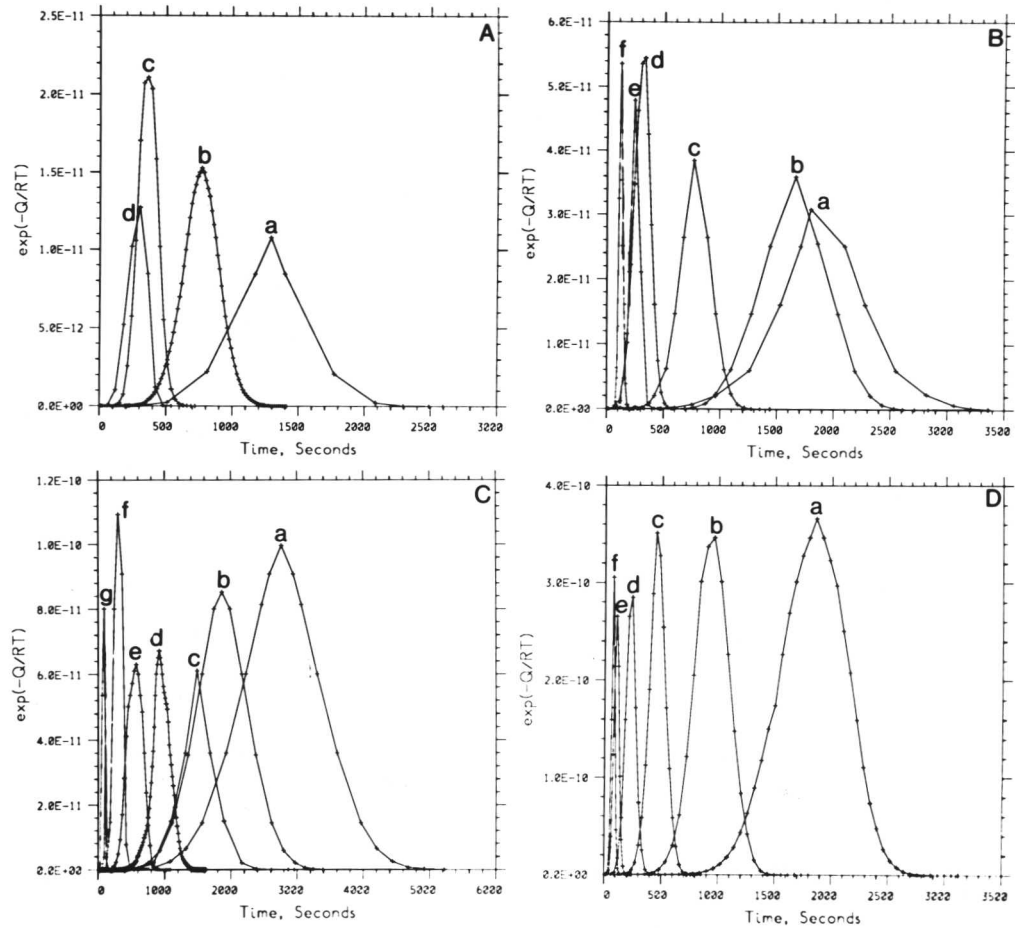 A
2.5E-11
2.0E-11
1.5E-11
1.0E-11
5.0E-12
0.0E+00
exp(-Q/RT)
c
b
d
a
0 500 1000 1500 2000 2500 3000
Time, Seconds
B
6.0E-11
5.0E-11
4.0E-11
3.0E-11
2.0E-11
1.0E-11
0.0E+00
exp(-Q/RT)
f
d
e
c
b
a
0 500 1000 1500 2000 2500 3000 3500
Time, Seconds
C
1.2E-10
1.0E-10
8.0E-11
6.0E-11
4.0E-11
2.0E-11
0.0E+00
exp(-Q/RT)
f
a
g
b
e
d
c
0 1000 2000 3000 4000 5000 6000
Time, Seconds
D
4.0E-10
3.0E-10
2.0E-10
1.0E-10
0.0E+00
exp(-Q/RT)
a
c
b
f
e
d
0 500 1000 1500 2000 2500 3000 3500
Time, Seconds